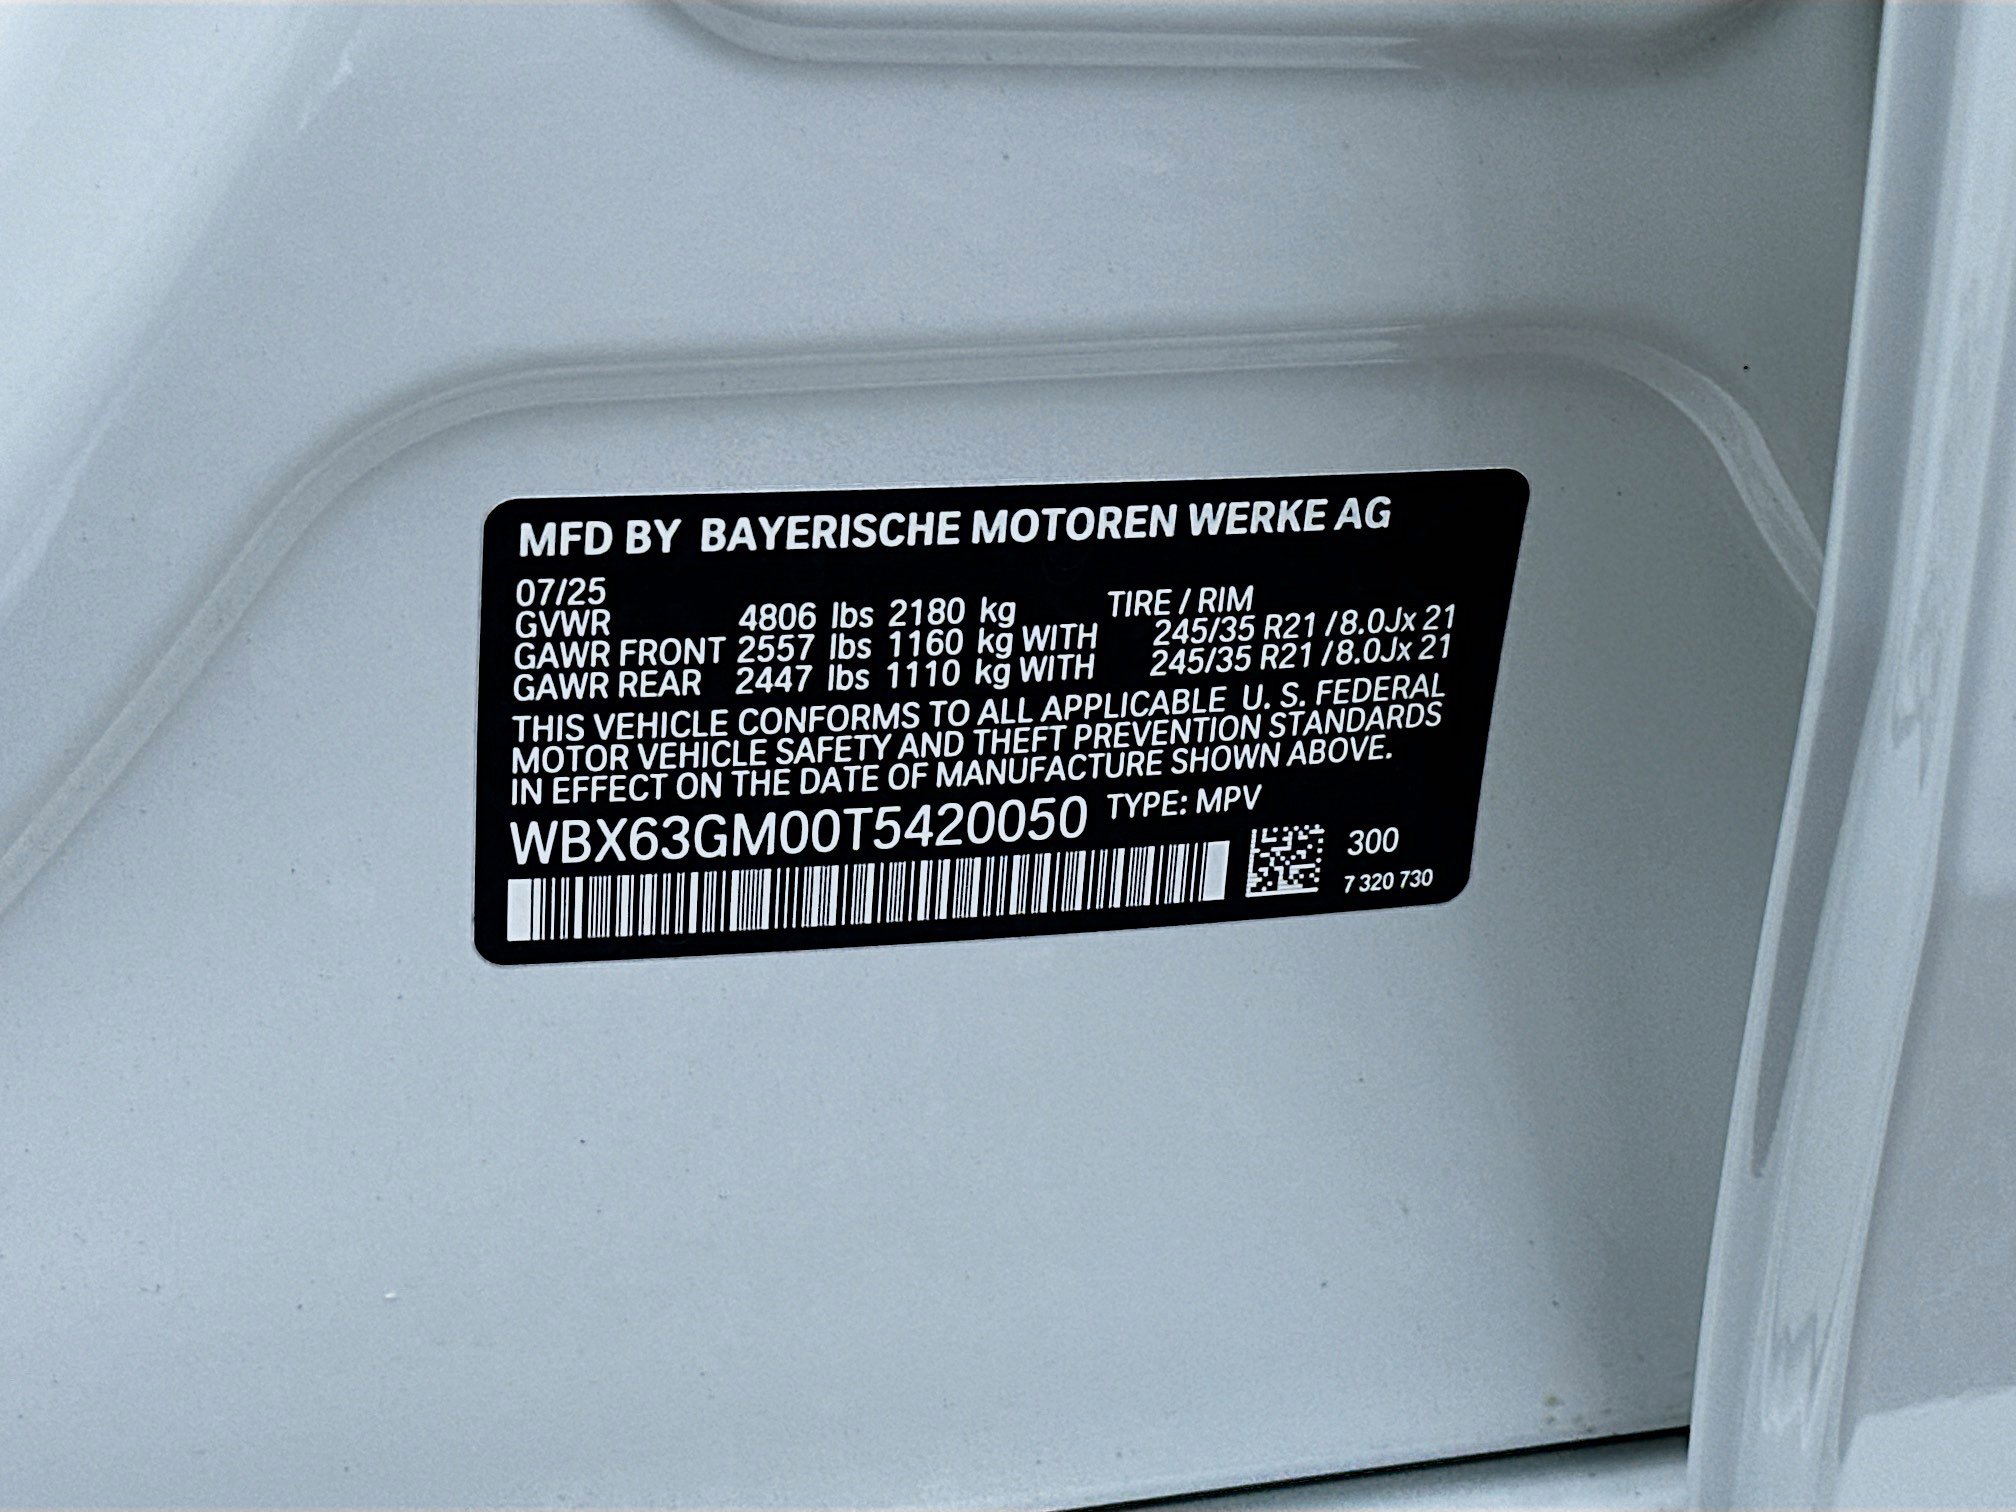 MFD BY BAYERISCHE MOTOREN WERKE AG
07/25
GVWR 4806 lbs 2180 kg TIRE / RIM
GAWR FRONT 2557 lbs 1160 kg WITH 245/35 R21 / 8.0Jx 21
GAWR REAR 2447 lbs 1110 kg WITH 245/35 R21 / 8.0Jx 21
THIS VEHICLE CONFORMS TO ALL APPLICABLE U. S. FEDERAL
MOTOR VEHICLE SAFETY AND THEFT PREVENTION STANDARDS
IN EFFECT ON THE DATE OF MANUFACTURE SHOWN ABOVE.
WBX63GM00T5420050 TYPE: MPV
300
7 320 730